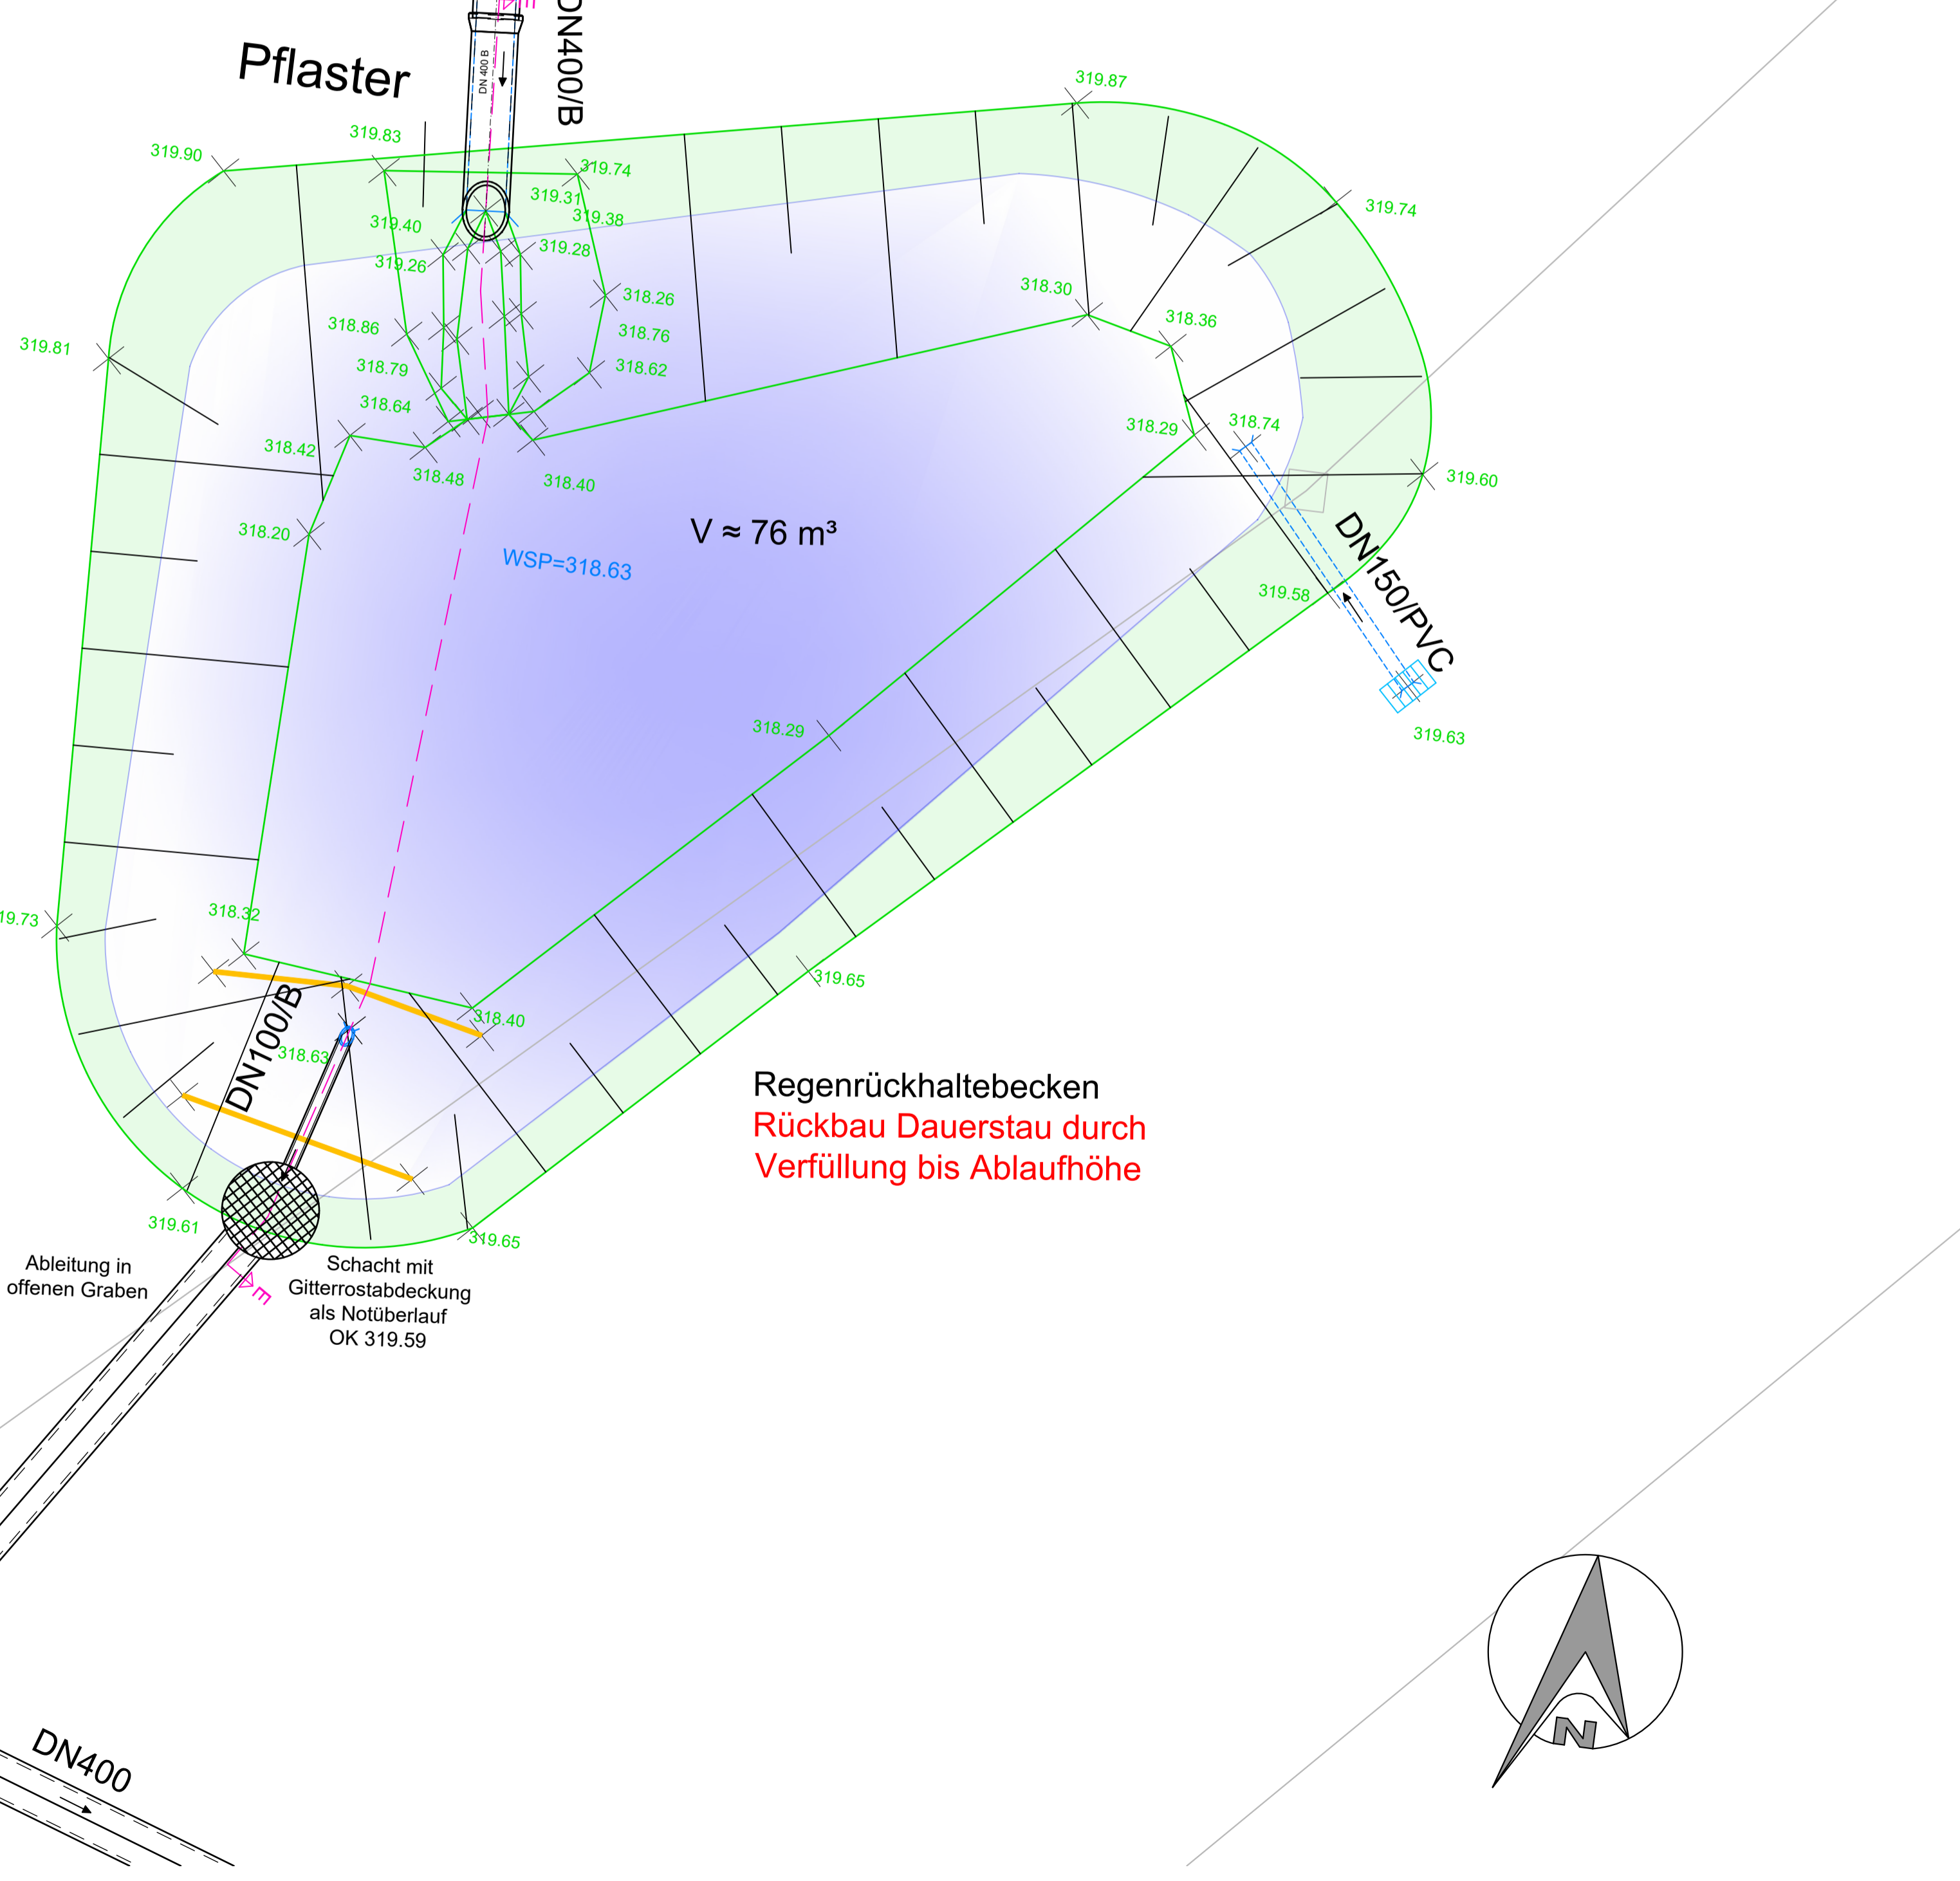 E
DN400/B
DN 400 B
Pflaster
319.87
319.83
319.90
319.74
319.31
319.74
319.38
319.40
319.28
319.26
318.30
318.26
318.36
318.86
318.76
319.81
318.79
318.62
318.64
318.74
318.29
318.42
318.48
318.40
319.60
318.20
V ≈ 76 m³
WSP=318.63
DN150/PVC
319.58
318.29
319.63
318.32
19.73
319.65
318.40
DN100/B
318.63
Regenrückhaltebecken
Rückbau Dauerstau durch
Verfüllung bis Ablaufhöhe
319.61
319.65
Ableitung in
offenen Graben
E
Schacht mit
Gitterrostabdeckung
als Notüberlauf
OK 319.59
N
DN400